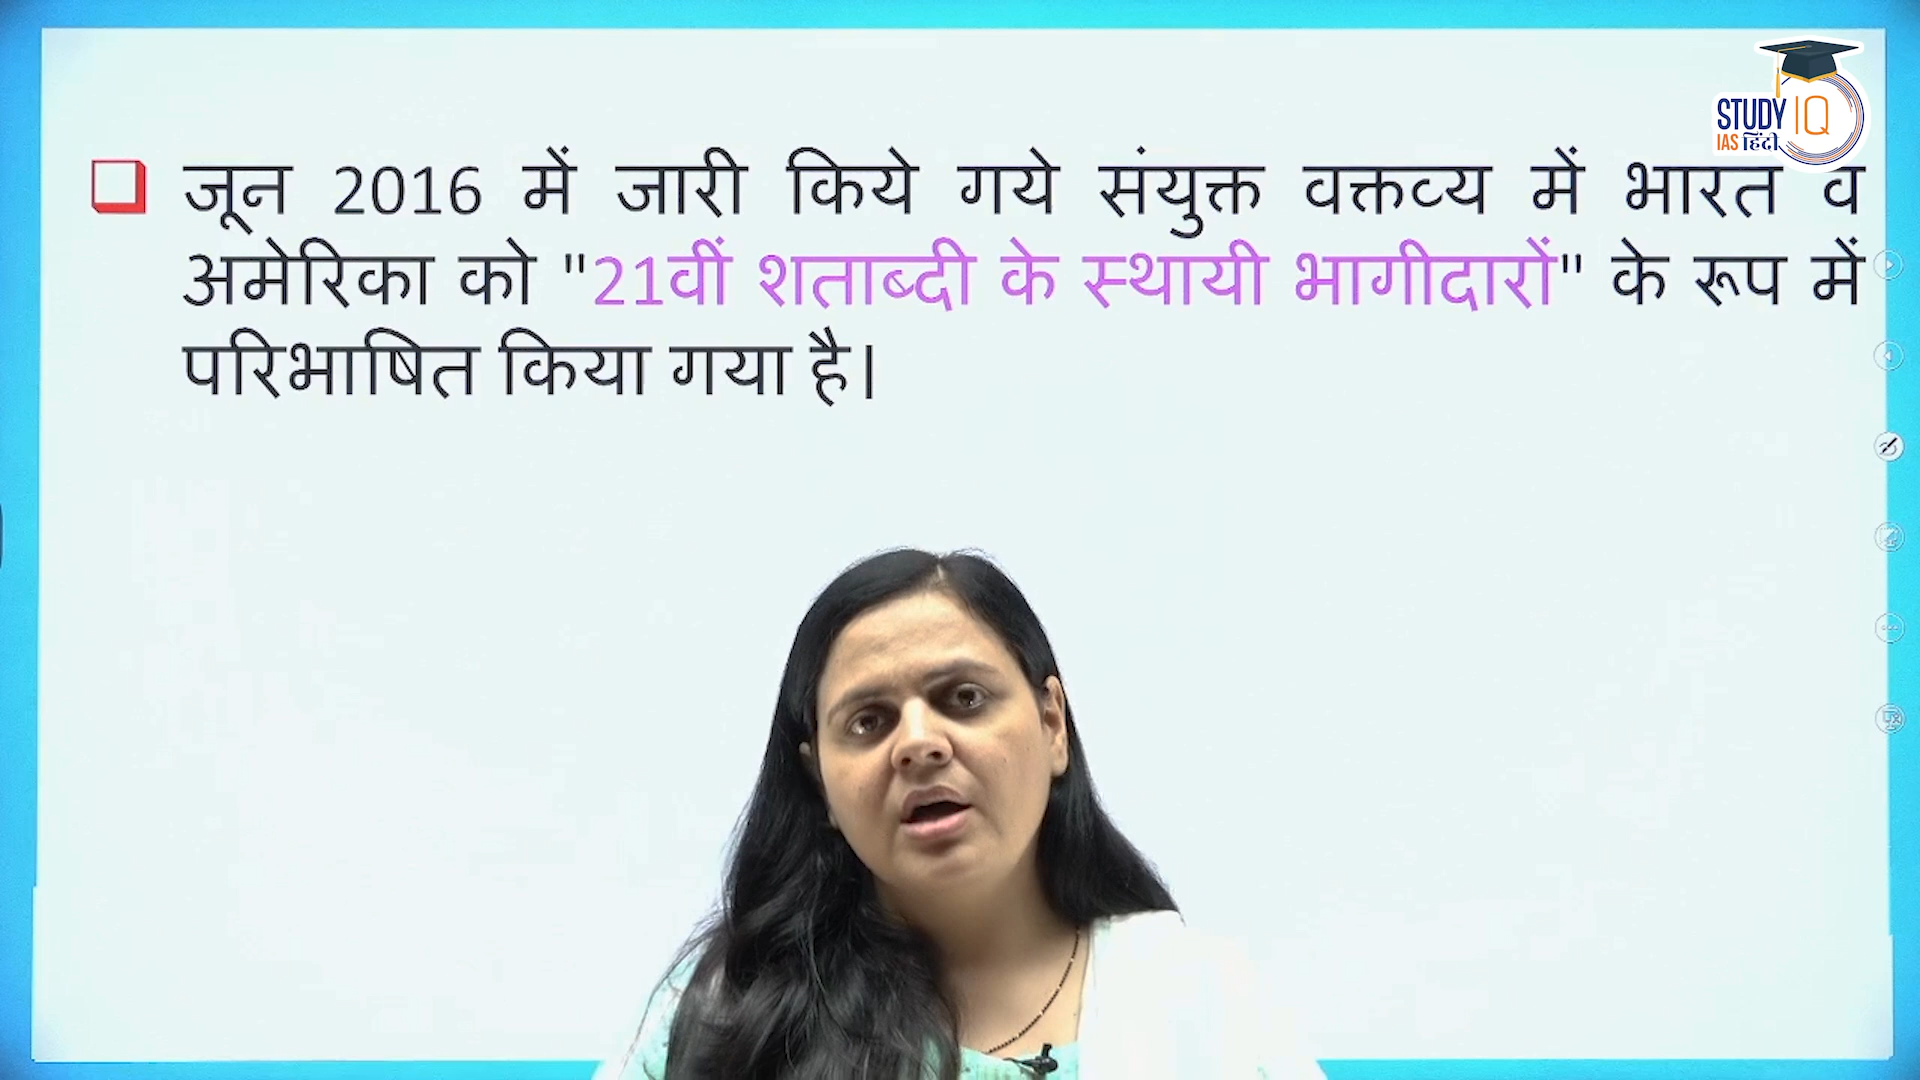 STUDY IQ
IAS हिंदी
जून 2016 में जारी किये गये संयुक्त वक्तव्य में भारत व
अमेरिका को "21वीं शताब्दी के स्थायी भागीदारों" के रूप में
परिभाषित किया गया है।